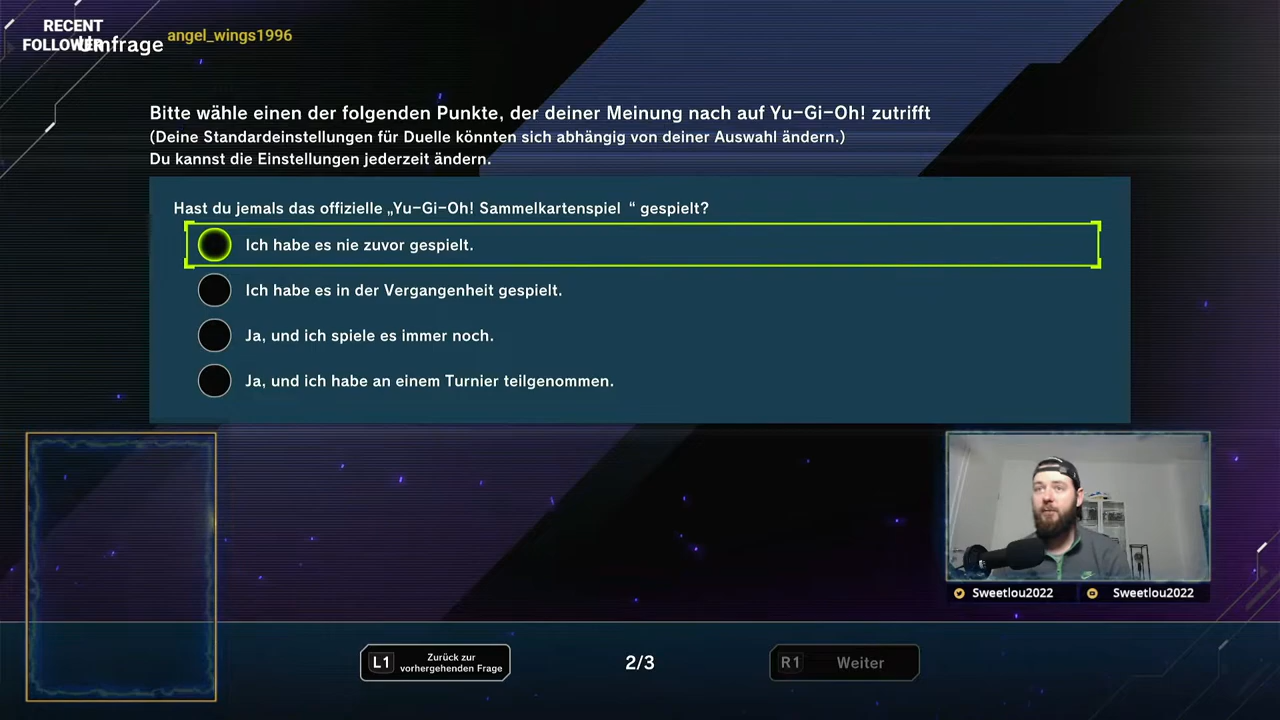 RECENT
FOLLOWER
Umfrage
angel_wings1996
Bitte wähle einen der folgenden Punkte, der deiner Meinung nach auf Yu-Gi-Oh! zutrifft
(Deine Standardeinstellungen für Duelle könnten sich abhängig von deiner Auswahl ändern.)
Du kannst die Einstellungen jederzeit ändern.
Hast du jemals das offizielle „Yu-Gi-Oh! Sammelkartenspiel “ gespielt?
Ich habe es nie zuvor gespielt.
Ich habe es in der Vergangenheit gespielt.
Ja, und ich spiele es immer noch.
Ja, und ich habe an einem Turnier teilgenommen.
Sweetlou2022
Sweetlou2022
L1 Zurück zur
vorhergehenden Frage
2/3
R1 Weiter